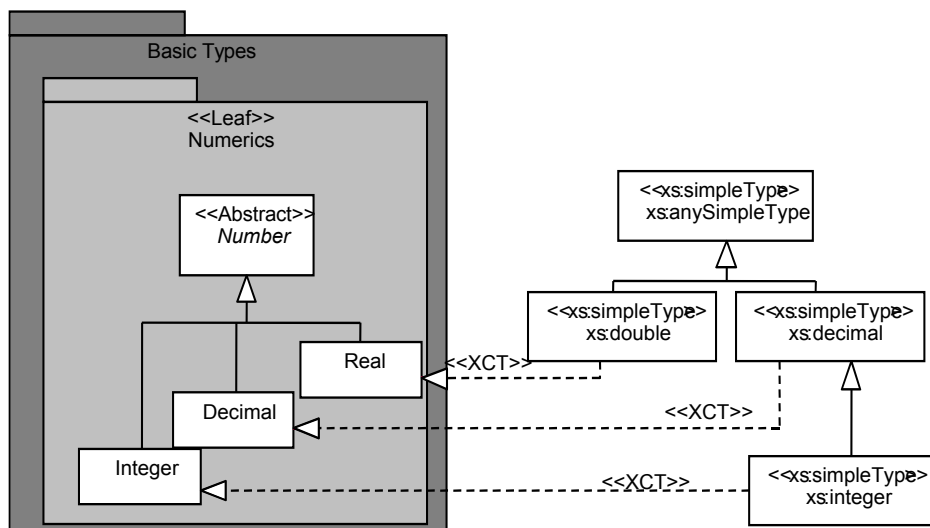 Basic Types
<<Leaf>>
Numerics
<<Abstract>>
Number
<<xs:simpleType>>
xs:anySimpleType
<<xs:simpleType>>
xs:double
<<xs:simpleType>>
xs:decimal
Real
<<XCT>>
Decimal
<<XCT>>
Integer
<<XCT>>
<<xs:simpleType>>
xs:integer